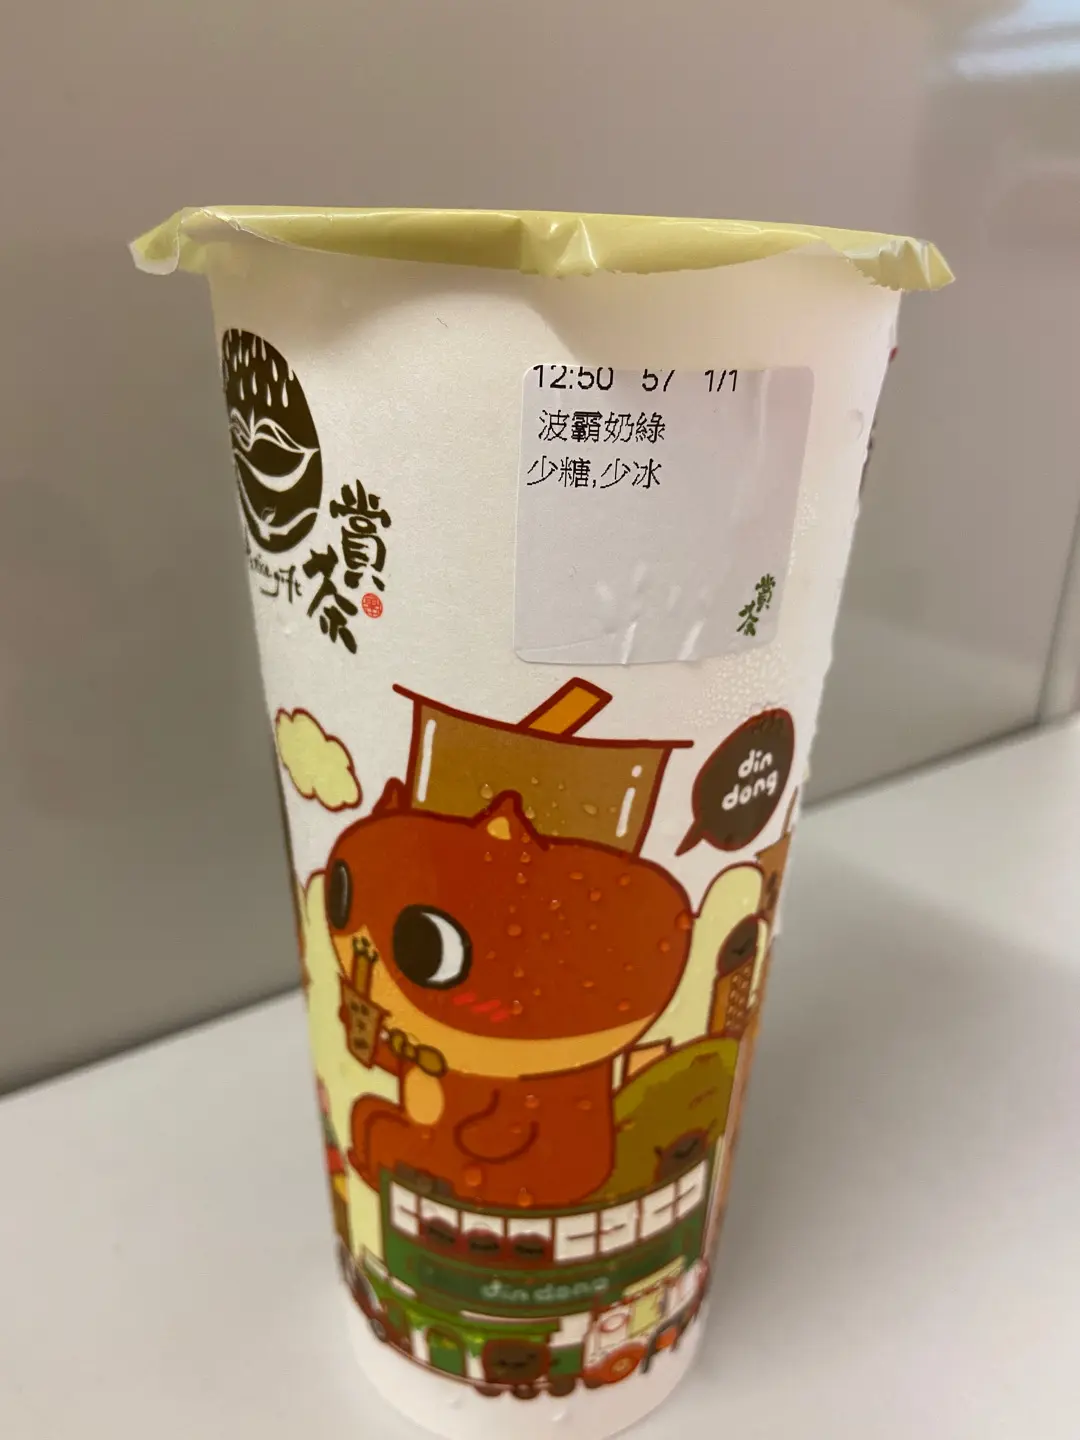 12:50 57 1/1
波霸奶綠
少糖,少冰
賞茶
賞茶
din
dong
din dong